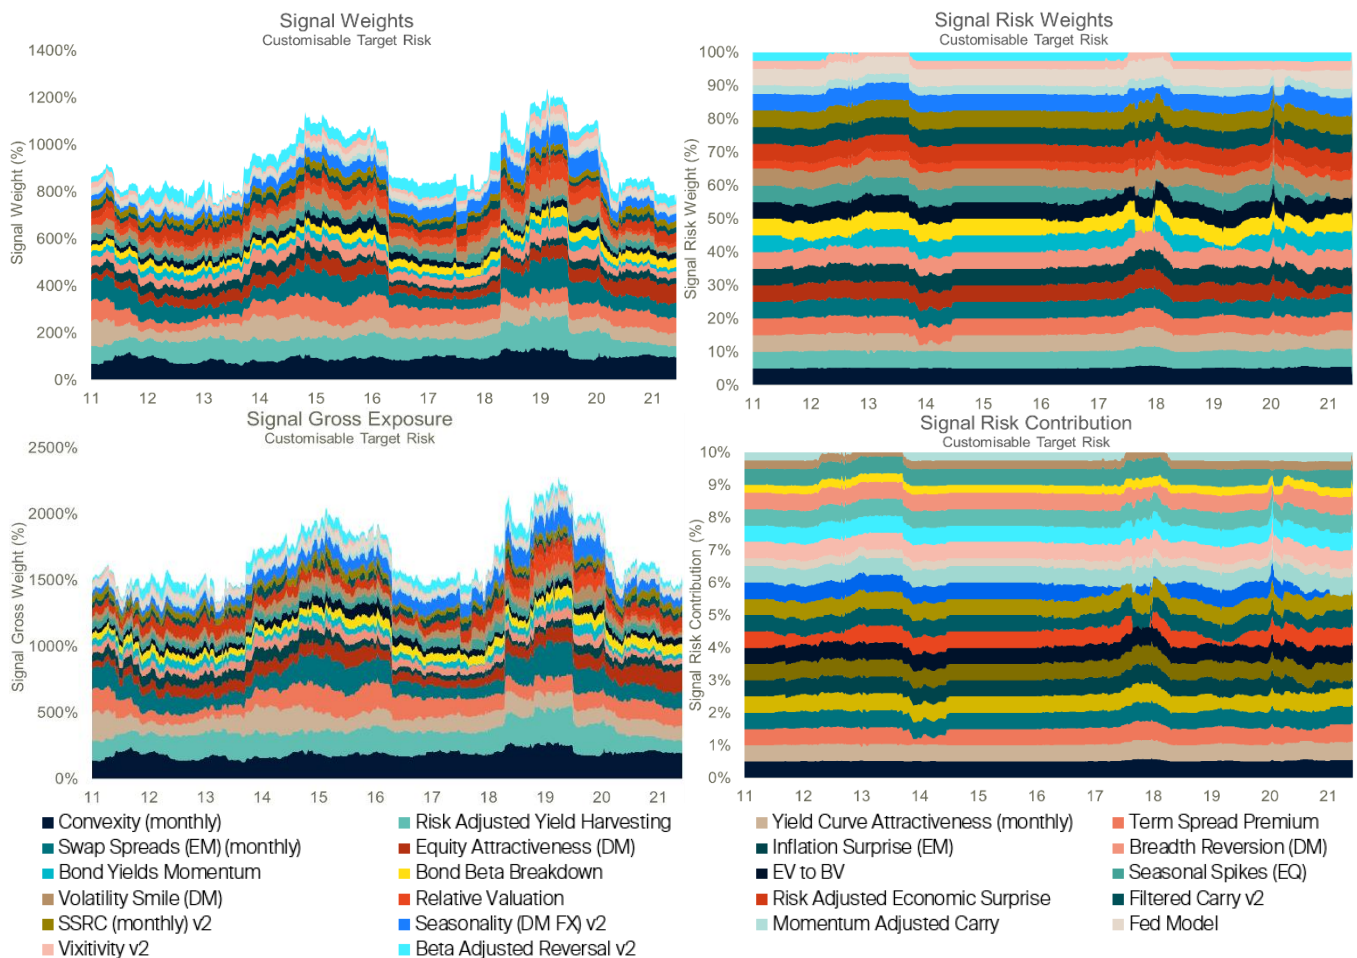 Signal Weights
Customisable Target Risk
Signal Weight (%)
1400%
1200%
1000%
800%
600%
400%
200%
0%
11 12 13 14 15 16 17 18 19 20 21
Signal Risk Weights
Customisable Target Risk
Signal Risk Weight (%)
100%
90%
80%
70%
60%
50%
40%
30%
20%
10%
0%
11 12 13 14 15 16 17 18 19 20 21
Signal Gross Exposure
Customisable Target Risk
Signal Gross Weight (%)
2500%
2000%
1500%
1000%
500%
0%
11 12 13 14 15 16 17 18 19 20 21
Signal Risk Contribution
Customisable Target Risk
Signal Risk Contribution (%)
10%
9%
8%
7%
6%
5%
4%
3%
2%
1%
0%
11 12 13 14 15 16 17 18 19 20 21
Convexity (monthly) Risk Adjusted Yield Harvesting Yield Curve Attractiveness (monthly) Term Spread Premium
Swap Spreads (EM) (monthly) Equity Attractiveness (DM) Inflation Surprise (EM) Breadth Reversion (DM)
Bond Yields Momentum Bond Beta Breakdown EV to BV Seasonal Spikes (EQ)
Volatility Smile (DM) Relative Valuation Risk Adjusted Economic Surprise Filtered Carry v2
SSRC (monthly) v2 Seasonality (DM FX) v2 Momentum Adjusted Carry Fed Model
Vixitivity v2 Beta Adjusted Reversal v2